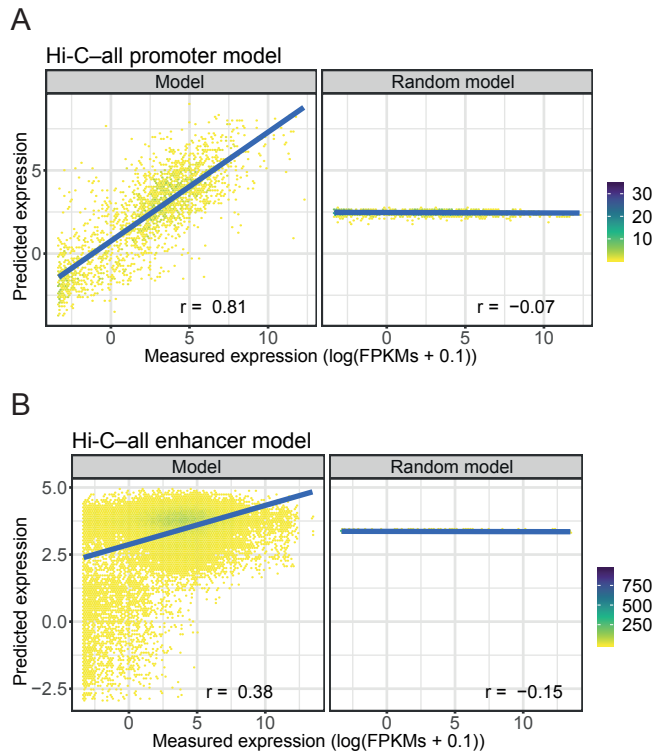 A
Hi-C–all promoter model
Model
Random model
Predicted expression
5
0
r = 0.81
r = −0.07
0
5
10
0
5
10
Measured expression (log(FPKMs + 0.1))
30
20
10
B
Hi-C–all enhancer model
Model
Random model
Predicted expression
5.0
2.5
0.0
−2.5
r = 0.38
r = −0.15
0
5
10
0
5
10
Measured expression (log(FPKMs + 0.1))
750
500
250